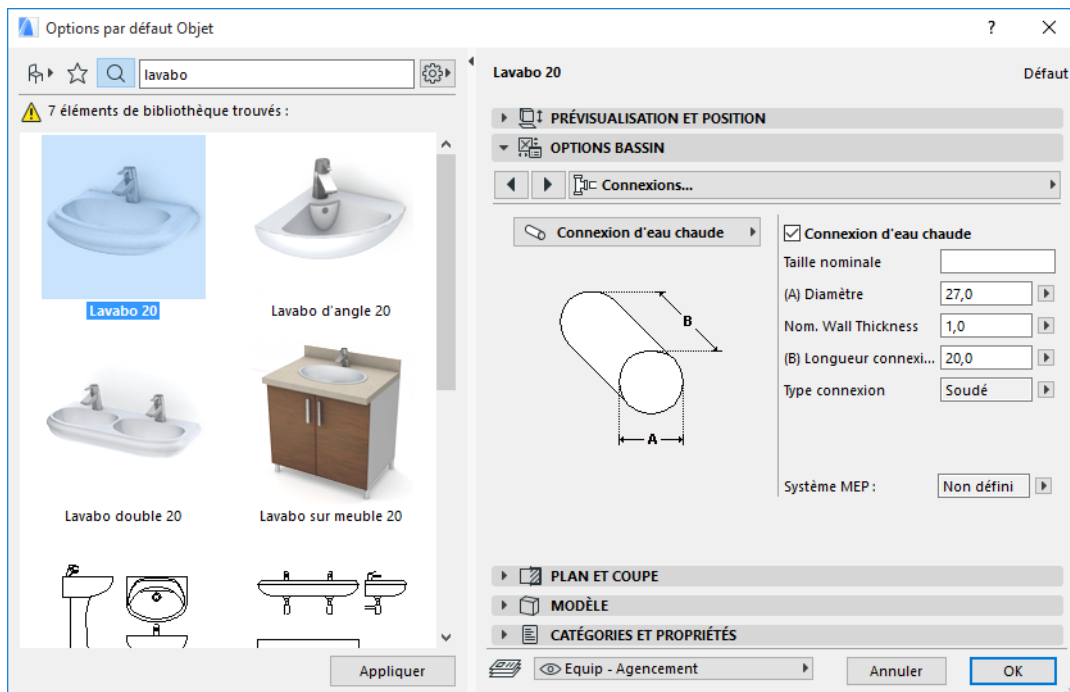 Options par défaut Objet
?
lavabo
7 éléments de bibliothèque trouvés :
Lavabo 20
Lavabo d'angle 20
Lavabo double 20
Lavabo sur meuble 20
Appliquer
Lavabo 20
Défaut
PRÉVISUALISATION ET POSITION
OPTIONS BASSIN
Connexions...
Connexion d'eau chaude
B
A
Connexion d'eau chaude
Taille nominale
(A) Diamètre 27,0
Nom. Wall Thickness 1,0
(B) Longueur connexi... 20,0
Type connexion Soudé
Système MEP : Non défini
PLAN ET COUPE
MODÈLE
CATÉGORIES ET PROPRIÉTÉS
Equip - Agencement
Annuler
OK